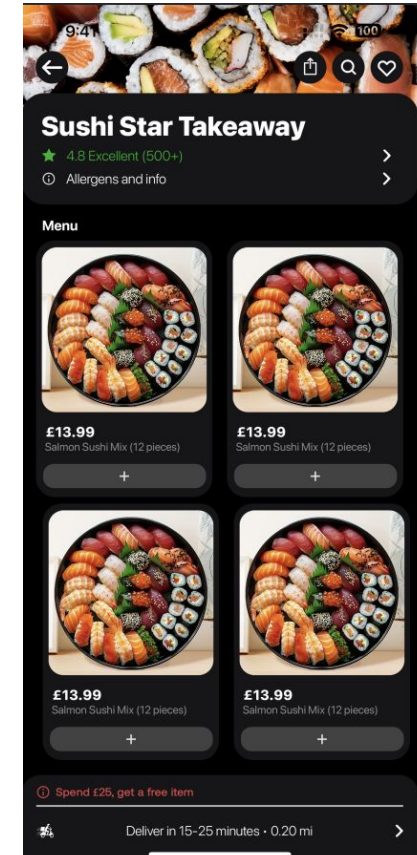 9:41
100
Sushi Star Takeaway
4.8 Excellent (500+)
Allergens and info
Menu
£13.99
Salmon Sushi Mix (12 pieces)
+
£13.99
Salmon Sushi Mix (12 pieces)
+
£13.99
Salmon Sushi Mix (12 pieces)
+
£13.99
Salmon Sushi Mix (12 pieces)
+
Spend £25, get a free item
Deliver in 15-25 minutes • 0.20 mi